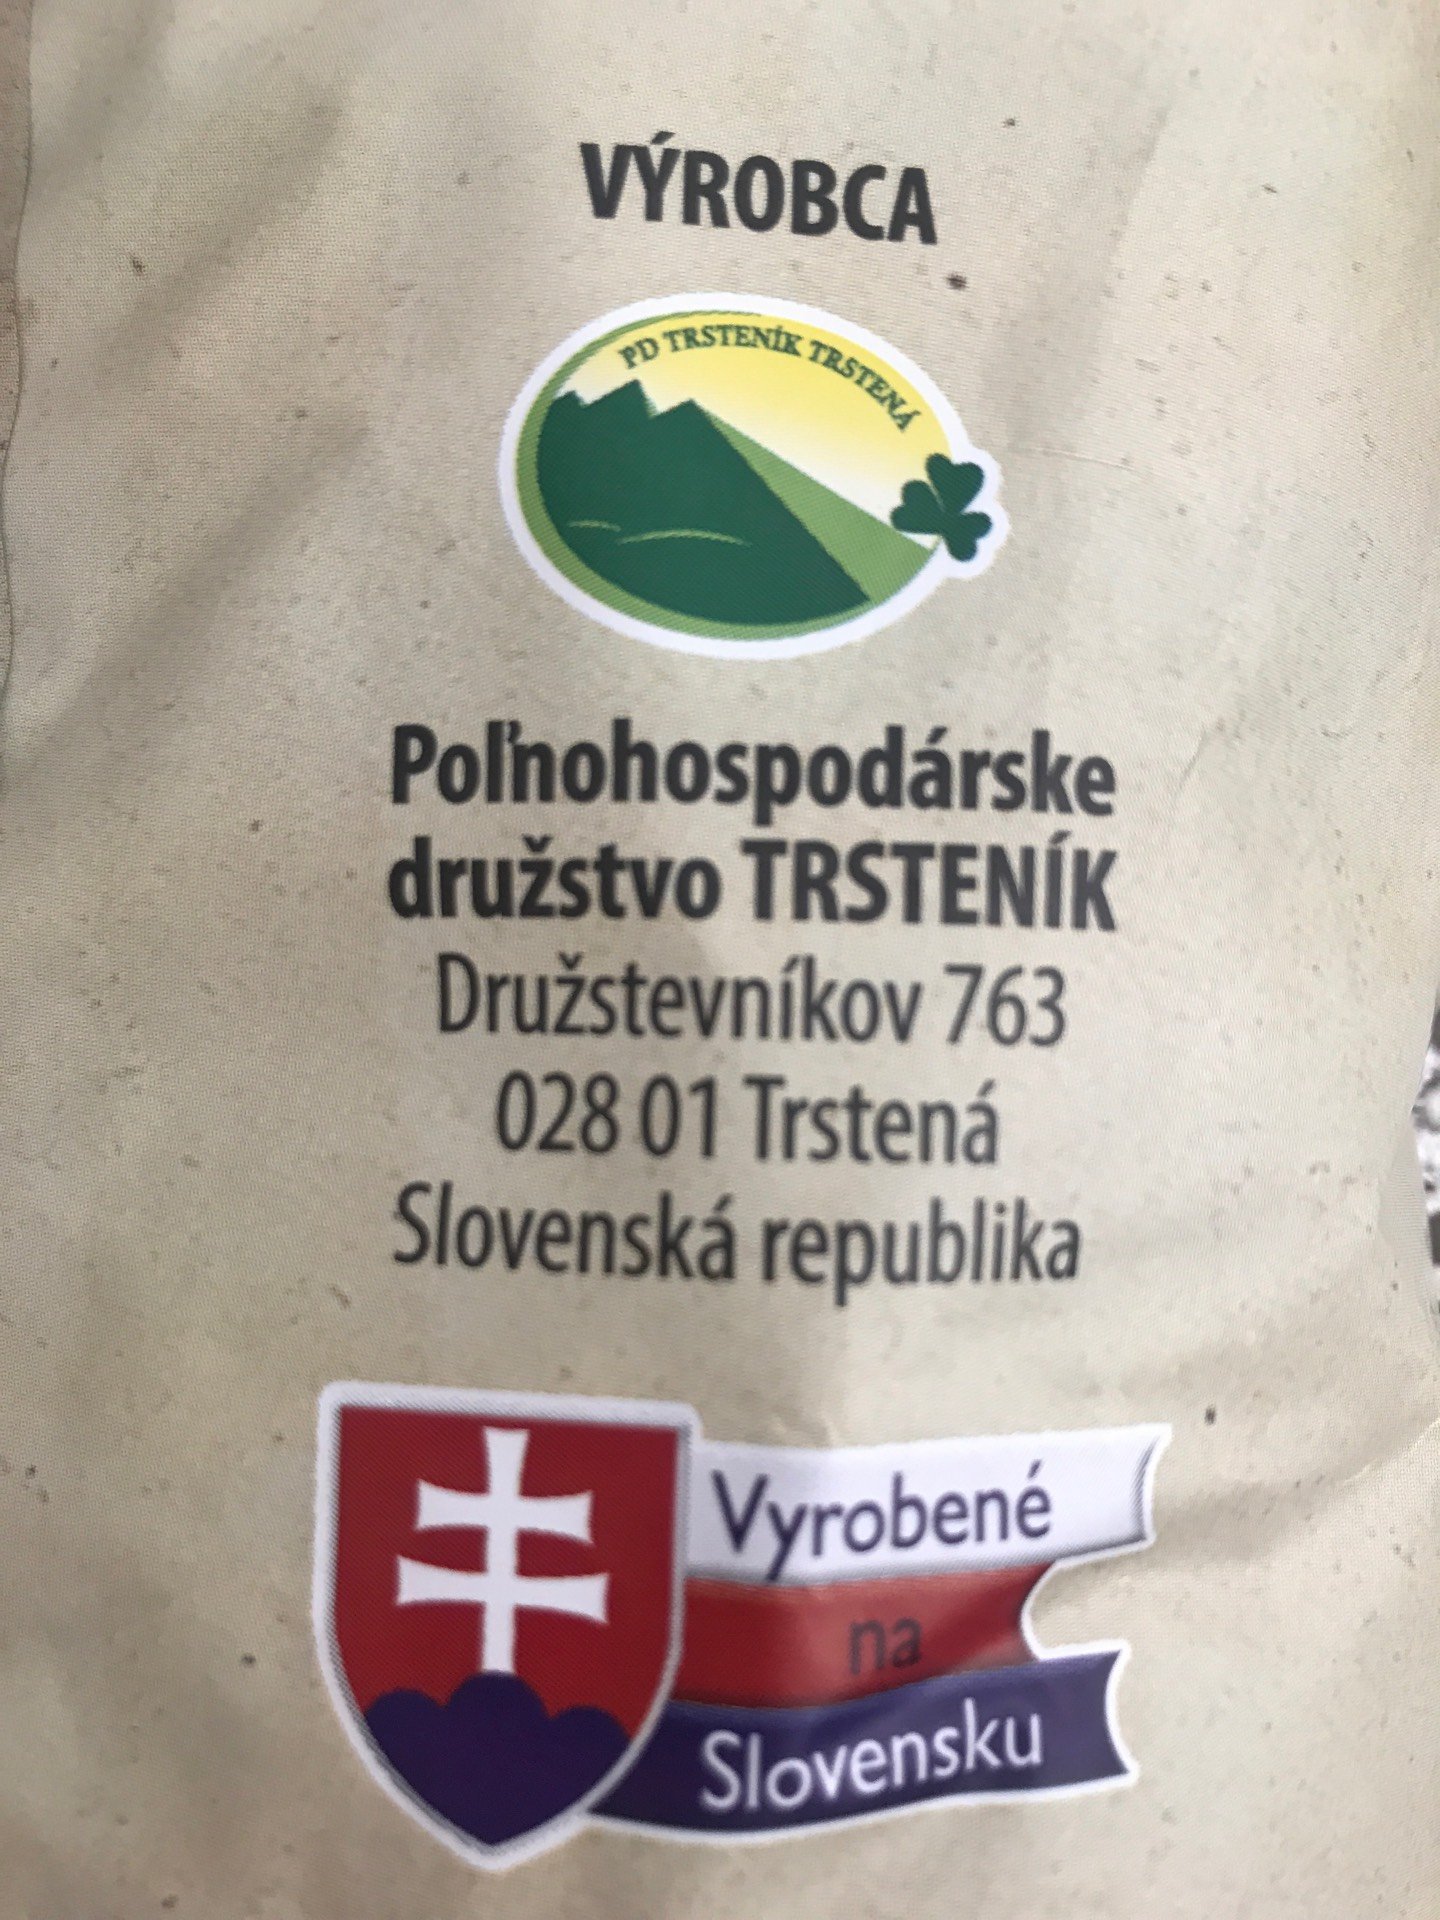 VÝROBCA
PD TRSTENÍK TRSTENÁ
Poľnohospodárske
družstvo TRSTENÍK
Družstevníkov 763
028 01 Trstená
Slovenská republika
Vyrobené
na
Slovensku